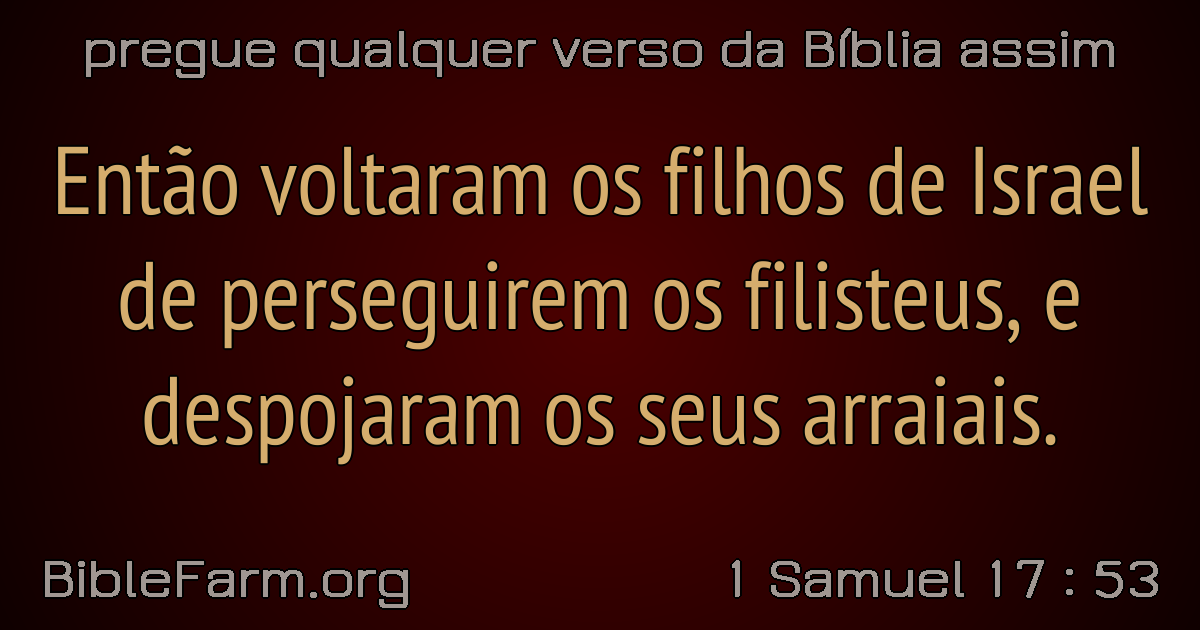 pregue qualquer verso da Bíblia assim
Então voltaram os filhos de Israel
de perseguirem os filisteus, e
despojaram os seus arraiais.
BibleFarm.org
1 Samuel 17 : 53